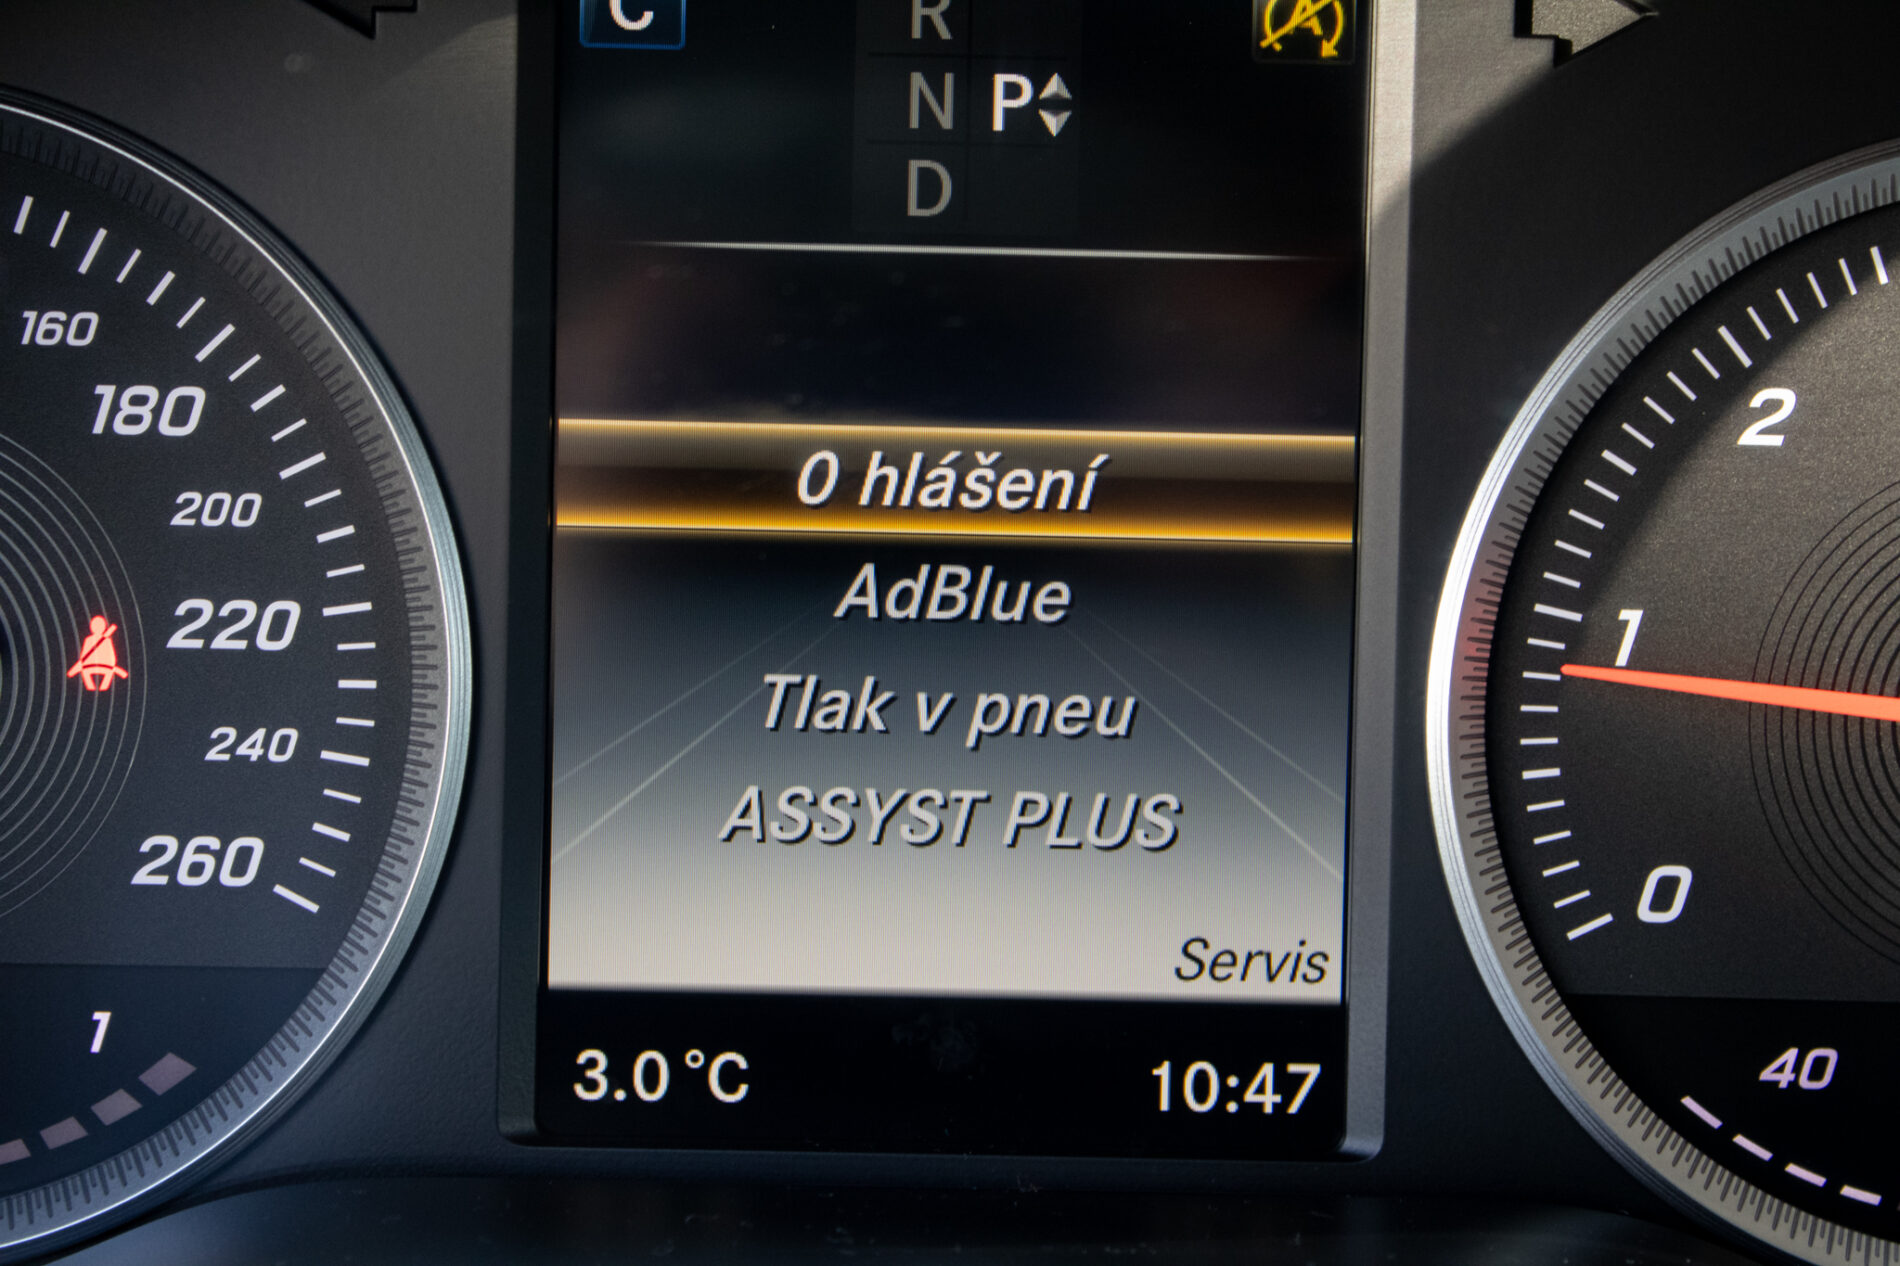 C
R
N P
D
0 hlášení
AdBlue
Tlak v pneu
ASSYST PLUS
Servis
3.0 °C
10:47
160
180
200
220
240
260
1
2
1
0
40